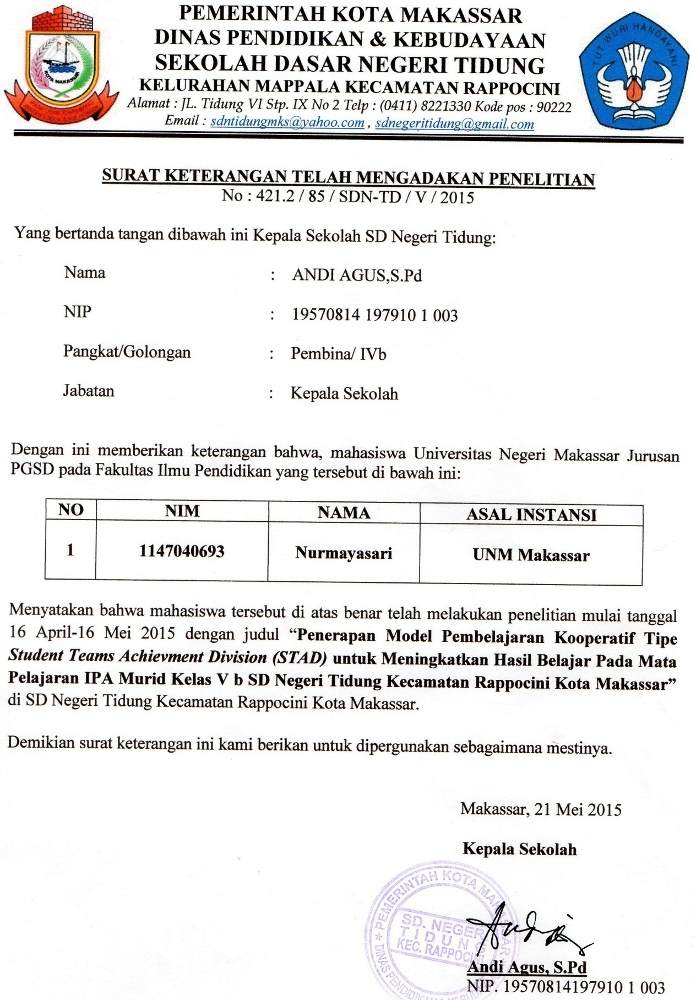 PEMERINTAH KOTA MAKASSAR
DINAS PENDIDIKAN & KEBUDAYAAN
SEKOLAH DASAR NEGERI TIDUNG
KELURAHAN MAPPALA KECAMATAN RAPPOCINI
Alamat : JL. Tidung VI Stp. IX No 2 Telp : (0411) 8221330 Kode pos : 90222
Email : sdntidungmks@yahoo.com , sdnegeritidung@gmail.com
KOTA MAKASSAR
TUT WURI HANDAYANI
SURAT KETERANGAN TELAH MENGADAKAN PENELITIAN
No : 421.2 / 85 / SDN-TD / V / 2015
Yang bertanda tangan dibawah ini Kepala Sekolah SD Negeri Tidung:
Nama : ANDI AGUS,S.Pd
NIP : 19570814 197910 1 003
Pangkat/Golongan : Pembina/ IVb
Jabatan : Kepala Sekolah
Dengan ini memberikan keterangan bahwa, mahasiswa Universitas Negeri Makassar Jurusan
PGSD pada Fakultas Ilmu Pendidikan yang tersebut di bawah ini:
NO NIM NAMA ASAL INSTANSI
1 1147040693 Nurmayasari UNM Makassar
Menyatakan bahwa mahasiswa tersebut di atas benar telah melakukan penelitian mulai tanggal
16 April-16 Mei 2015 dengan judul “Penerapan Model Pembelajaran Kooperatif Tipe
Student Teams Achievment Division (STAD) untuk Meningkatkan Hasil Belajar Pada Mata
Pelajaran IPA Murid Kelas V b SD Negeri Tidung Kecamatan Rappocini Kota Makassar”
di SD Negeri Tidung Kecamatan Rappocini Kota Makassar.
Demikian surat keterangan ini kami berikan untuk dipergunakan sebagaimana mestinya.
Makassar, 21 Mei 2015
Kepala Sekolah
PEMERINTAH KOTA MAKASSAR
SD. NEGERI
TIDUNG
KEC. RAPPOCINI
DINAS PENDIDIKAN &
Andi Agus, S.Pd
NIP. 19570814197910 1 003